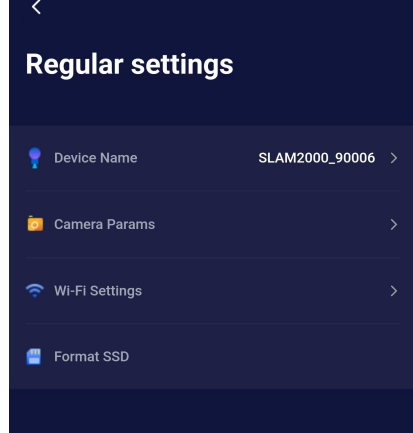 Regular settings
Device Name SLAM2000_90006
Camera Params
Wi-Fi Settings
Format SSD